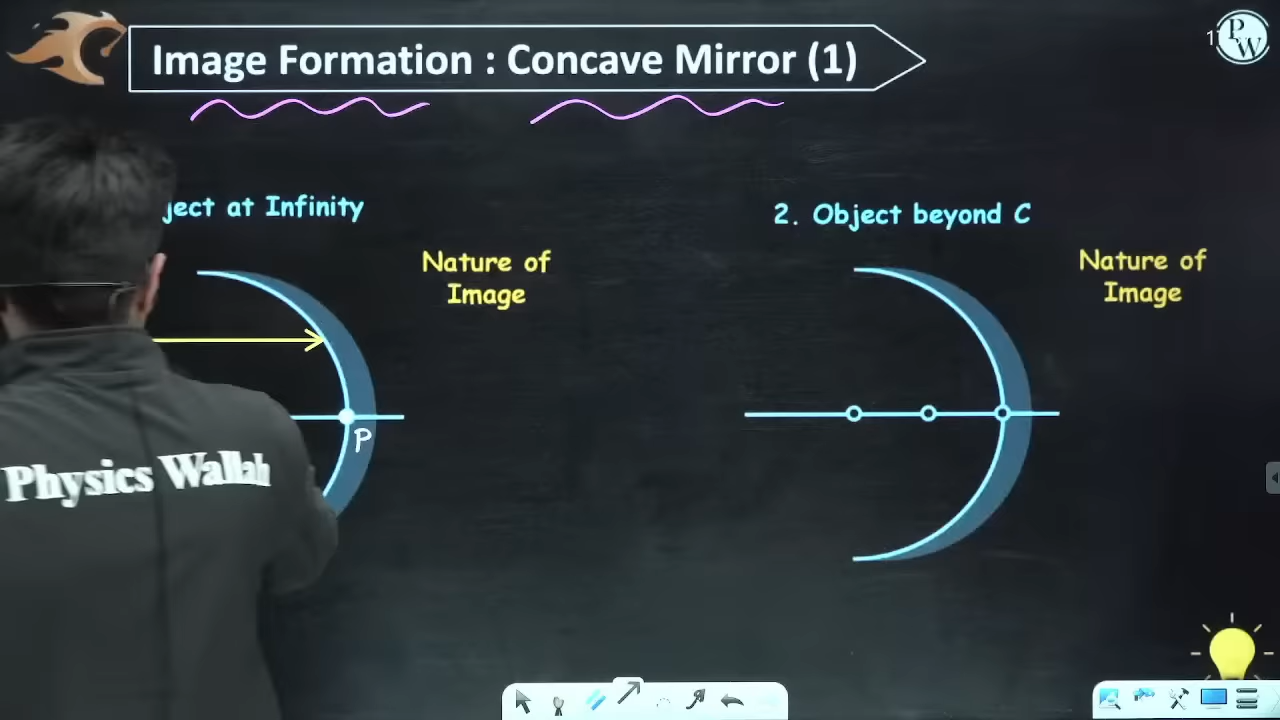 Image Formation : Concave Mirror (1)
PW
ject at Infinity
2. Object beyond C
Nature of
Image
Nature of
Image
P
Physics Wallah